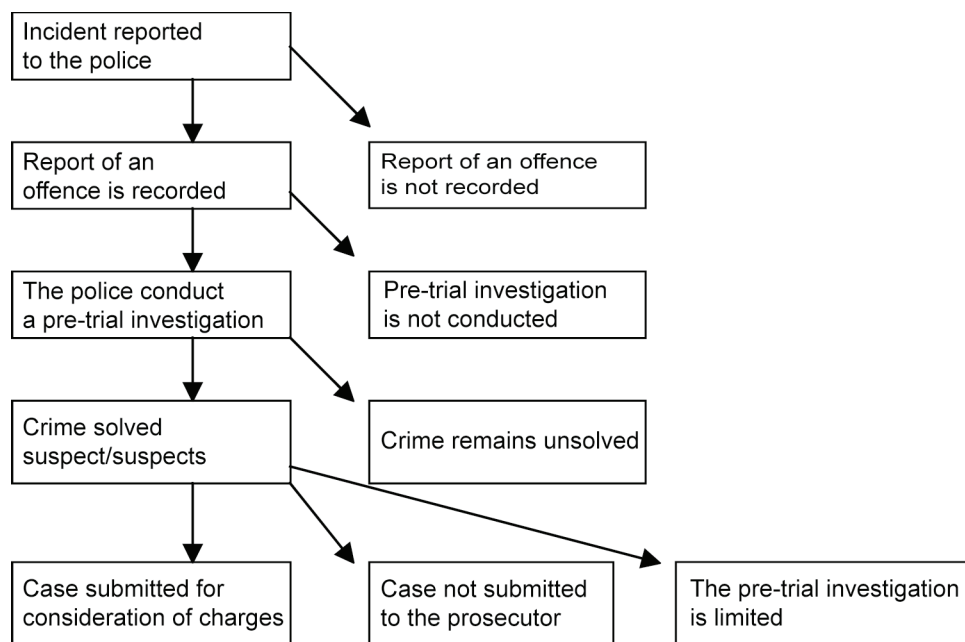 Incident reported
to the police
Report of an
offence is recorded
Report of an offence
is not recorded
The police conduct
a pre-trial investigation
Pre-trial investigation
is not conducted
Crime solved
suspect/suspects
Crime remains unsolved
Case submitted for
consideration of charges
Case not submitted
to the prosecutor
The pre-trial investigation
is limited